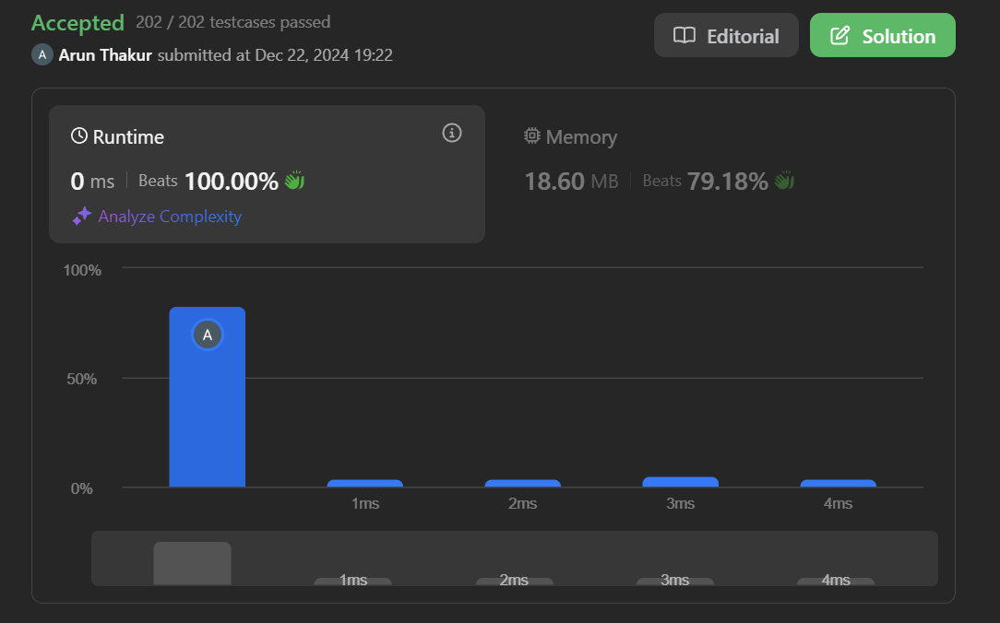 Accepted 202 / 202 testcases passed
Editorial
Solution
A Arun Thakur submitted at Dec 22, 2024 19:22
Runtime
0 ms Beats 100.00%
Analyze Complexity
Memory
18.60 MB Beats 79.18%
100%
A
50%
0%
1ms 2ms 3ms 4ms
1ms 2ms 3ms 4ms